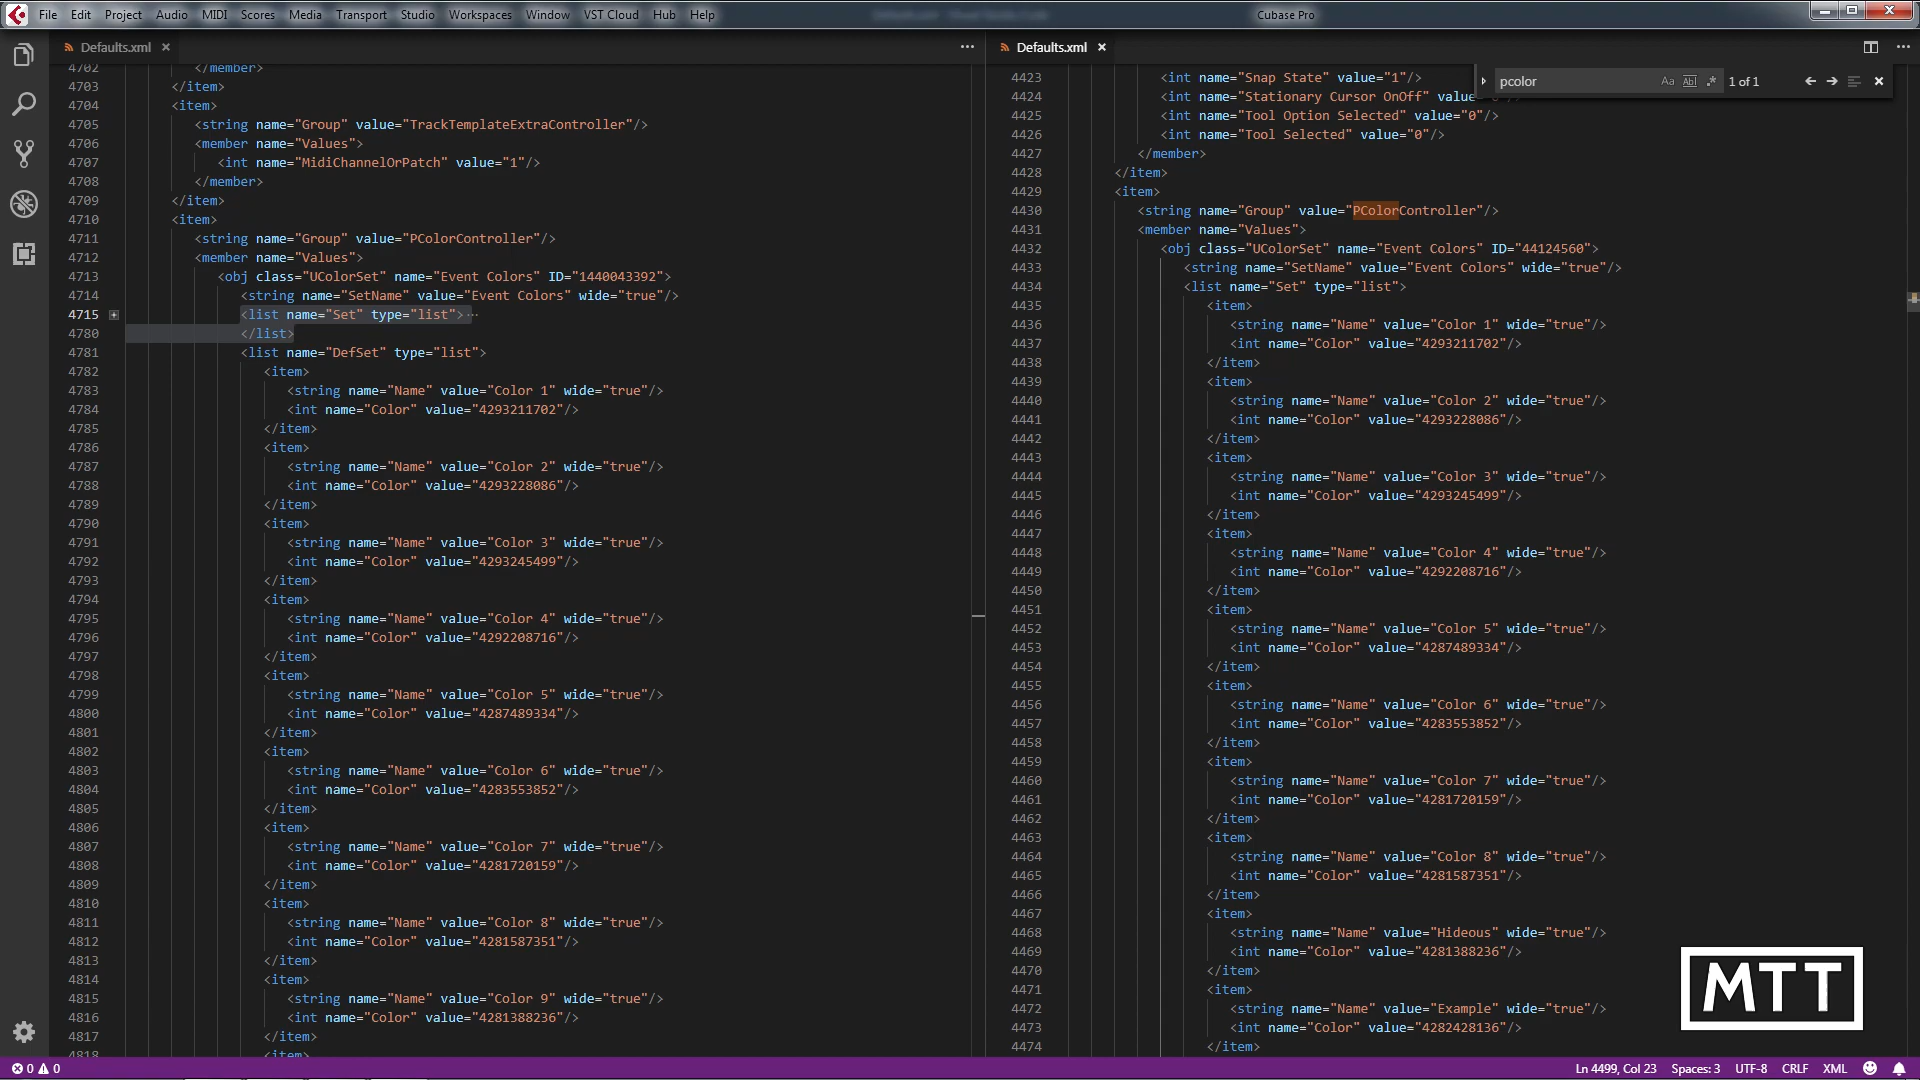 File Edit Project Audio MIDI Scores Media Transport Studio Workspaces Window VST Cloud Hub Help
Cubase Pro
Defaults.xml
4702 </member>
4703 </item>
4704 <item>
4705 <string name="Group" value="TrackTemplateExtraController"/>
4706 <member name="Values">
4707 <int name="MidiChannelOrPatch" value="1"/>
4708 </member>
4709 </item>
4710 <item>
4711 <string name="Group" value="PColorController"/>
4712 <member name="Values">
4713 <obj class="UColorSet" name="Event Colors" ID="1440043392">
4714 <string name="SetName" value="Event Colors" wide="true"/>
4715 <list name="Set" type="list">
4780 </list>
4781 <list name="DefSet" type="list">
4782 <item>
4783 <string name="Name" value="Color 1" wide="true"/>
4784 <int name="Color" value="4293211702"/>
4785 </item>
4786 <item>
4787 <string name="Name" value="Color 2" wide="true"/>
4788 <int name="Color" value="4293228086"/>
4789 </item>
4790 <item>
4791 <string name="Name" value="Color 3" wide="true"/>
4792 <int name="Color" value="4293245499"/>
4793 </item>
4794 <item>
4795 <string name="Name" value="Color 4" wide="true"/>
4796 <int name="Color" value="4292208716"/>
4797 </item>
4798 <item>
4799 <string name="Name" value="Color 5" wide="true"/>
4800 <int name="Color" value="4287489334"/>
4801 </item>
4802 <item>
4803 <string name="Name" value="Color 6" wide="true"/>
4804 <int name="Color" value="4283553852"/>
4805 </item>
4806 <item>
4807 <string name="Name" value="Color 7" wide="true"/>
4808 <int name="Color" value="4281720159"/>
4809 </item>
4810 <item>
4811 <string name="Name" value="Color 8" wide="true"/>
4812 <int name="Color" value="4281587351"/>
4813 </item>
4814 <item>
4815 <string name="Name" value="Color 9" wide="true"/>
4816 <int name="Color" value="4281388236"/>
4817 </item>
4818 <item>
Defaults.xml
pcolor Aa Abl .* 1 of 1
4423 <int name="Snap State" value="1"/>
4424 <int name="Stationary Cursor OnOff" value="0"/>
4425 <int name="Tool Option Selected" value="0"/>
4426 <int name="Tool Selected" value="0"/>
4427 </member>
4428 </item>
4429 <item>
4430 <string name="Group" value="PColorController"/>
4431 <member name="Values">
4432 <obj class="UColorSet" name="Event Colors" ID="44124560">
4433 <string name="SetName" value="Event Colors" wide="true"/>
4434 <list name="Set" type="list">
4435 <item>
4436 <string name="Name" value="Color 1" wide="true"/>
4437 <int name="Color" value="4293211702"/>
4438 </item>
4439 <item>
4440 <string name="Name" value="Color 2" wide="true"/>
4441 <int name="Color" value="4293228086"/>
4442 </item>
4443 <item>
4444 <string name="Name" value="Color 3" wide="true"/>
4445 <int name="Color" value="4293245499"/>
4446 </item>
4447 <item>
4448 <string name="Name" value="Color 4" wide="true"/>
4449 <int name="Color" value="4292208716"/>
4450 </item>
4451 <item>
4452 <string name="Name" value="Color 5" wide="true"/>
4453 <int name="Color" value="4287489334"/>
4454 </item>
4455 <item>
4456 <string name="Name" value="Color 6" wide="true"/>
4457 <int name="Color" value="4283553852"/>
4458 </item>
4459 <item>
4460 <string name="Name" value="Color 7" wide="true"/>
4461 <int name="Color" value="4281720159"/>
4462 </item>
4463 <item>
4464 <string name="Name" value="Color 8" wide="true"/>
4465 <int name="Color" value="4281587351"/>
4466 </item>
4467 <item>
4468 <string name="Name" value="Hideous" wide="true"/>
4469 <int name="Color" value="4281388236"/>
4470 </item>
4471 <item>
4472 <string name="Name" value="Example" wide="true"/>
4473 <int name="Color" value="4282428136"/>
4474 </item>
MTT
0 0
Ln 4499, Col 23 Spaces: 3 UTF-8 CRLF XML